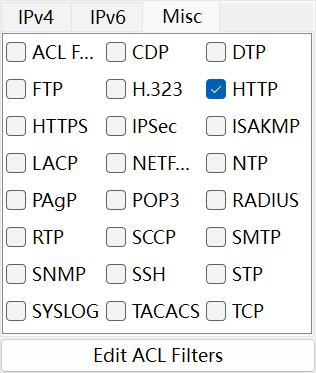 IPv4 IPv6 Misc
ACL F... CDP DTP
FTP H.323 HTTP
HTTPS IPSec ISAKMP
LACP NETF... NTP
PAgP POP3 RADIUS
RTP SCCP SMTP
SNMP SSH STP
SYSLOG TACACS TCP
Edit ACL Filters